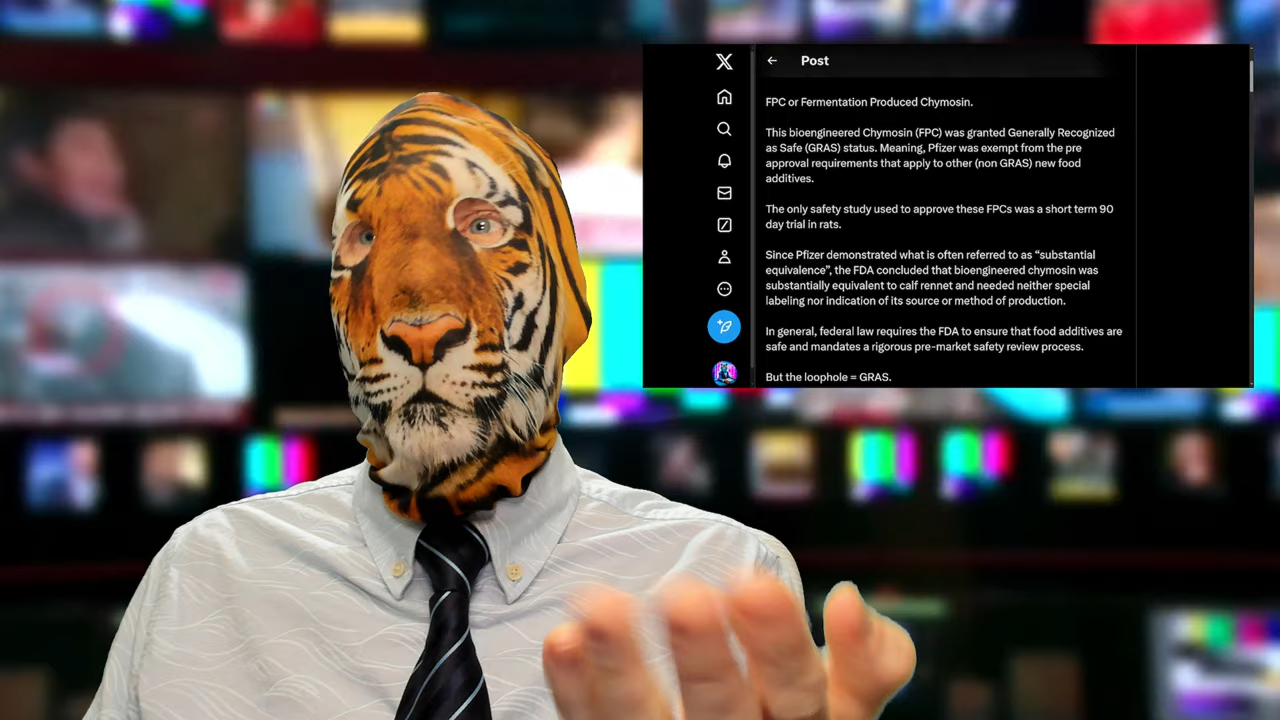 Post
FPC or Fermentation Produced Chymosin.
This bioengineered Chymosin (FPC) was granted Generally Recognized
as Safe (GRAS) status. Meaning, Pfizer was exempt from the pre
approval requirements that apply to other (non GRAS) new food
additives.
The only safety study used to approve these FPCs was a short term 90
day trial in rats.
Since Pfizer demonstrated what is often referred to as “substantial
equivalence”, the FDA concluded that bioengineered chymosin was
substantially equivalent to calf rennet and needed neither special
labeling nor indication of its source or method of production.
In general, federal law requires the FDA to ensure that food additives are
safe and mandates a rigorous pre-market safety review process.
But the loophole = GRAS.